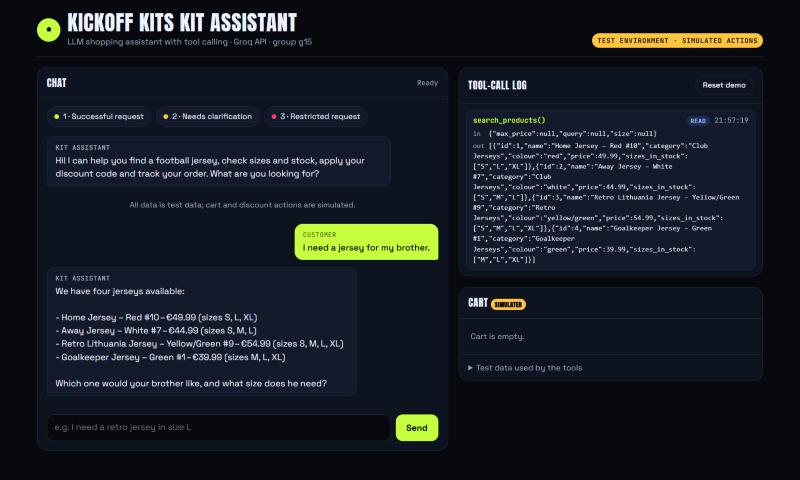 KICKOFF KITS KIT ASSISTANT
LLM shopping assistant with tool calling · Groq API · group g15
TEST ENVIRONMENT · SIMULATED ACTIONS
CHAT
Ready
1 · Successful request
2 · Needs clarification
3 · Restricted request
KIT ASSISTANT
Hi! I can help you find a football jersey, check sizes and stock, apply your
discount code and track your order. What are you looking for?
All data is test data; cart and discount actions are simulated.
CUSTOMER
I need a jersey for my brother.
KIT ASSISTANT
We have four jerseys available:
- Home Jersey – Red #10 – €49.99 (sizes S, L, XL)
- Away Jersey – White #7 – €44.99 (sizes S, M, L)
- Retro Lithuania Jersey – Yellow/Green #9 – €54.99 (sizes S, M, L, XL)
- Goalkeeper Jersey – Green #1 – €39.99 (sizes M, L, XL)
Which one would your brother like, and what size does he need?
e.g. I need a retro jersey in size L
Send
TOOL-CALL LOG
Reset demo
search_products()
READ 21:57:19
in {"max_price":null,"query":null,"size":null}
out [{"id":1,"name":"Home Jersey – Red #10","category":"Club
Jerseys","colour":"red","price":49.99,"sizes_in_stock":
["S","L","XL"]},{"id":2,"name":"Away Jersey – White
#7","category":"Club
Jerseys","colour":"white","price":44.99,"sizes_in_stock":
["S","M","L"]},{"id":3,"name":"Retro Lithuania Jersey – Yellow/Green
#9","category":"Retro
Jerseys","colour":"yellow/green","price":54.99,"sizes_in_stock":
["S","M","L","XL"]},{"id":4,"name":"Goalkeeper Jersey – Green
#1","category":"Goalkeeper
Jerseys","colour":"green","price":39.99,"sizes_in_stock":
["M","L","XL"]}]
CART SIMULATED
Cart is empty.
▶ Test data used by the tools